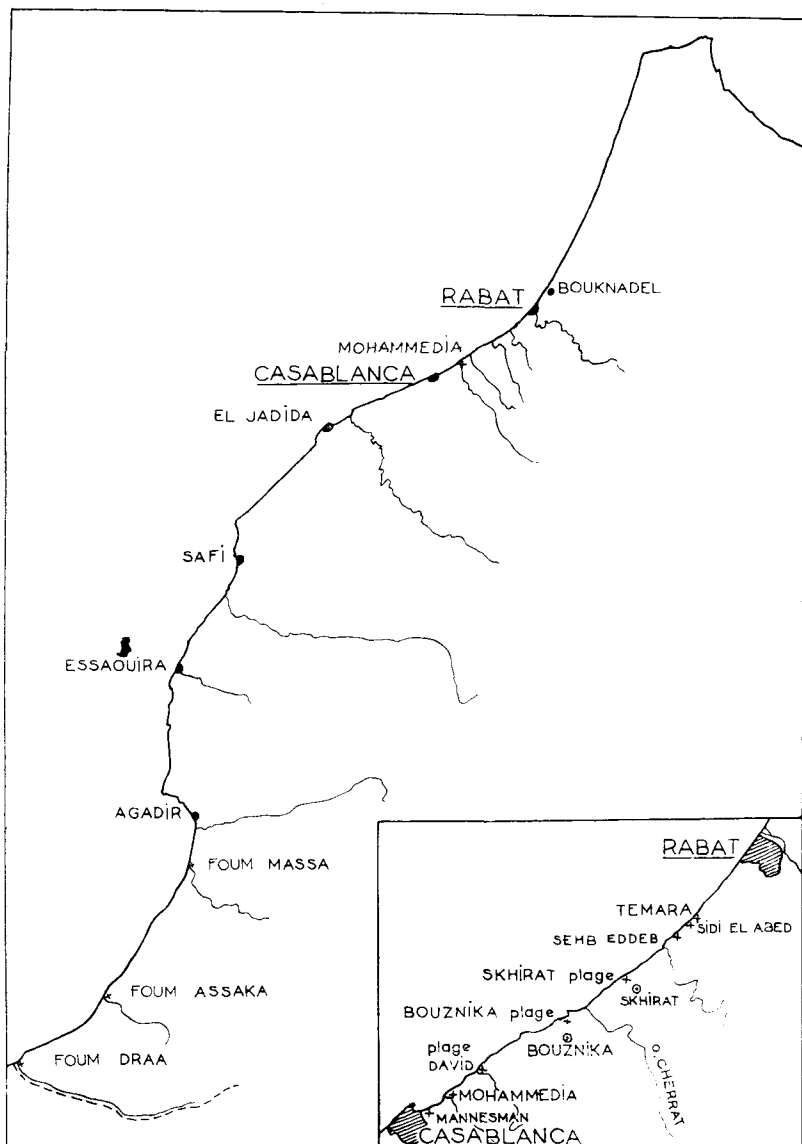 BOUKNADEL
RABAT
MOHAMMEDIA
CASABLANCA
EL JADIDA
SAFI
ESSAOUIRA
AGADIR
FOUM MASSA
FOUM ASSAKA
FOUM DRAA
RABAT
TEMARA
SIDI EL ABED
SEHB EDDEB
SKHIRAT plage
SKHIRAT
BOUZNIKA plage
BOUZNIKA
plage
DAVID
O. CHERRAT
MOHAMMEDIA
MANNESMAN
CASABLANCA